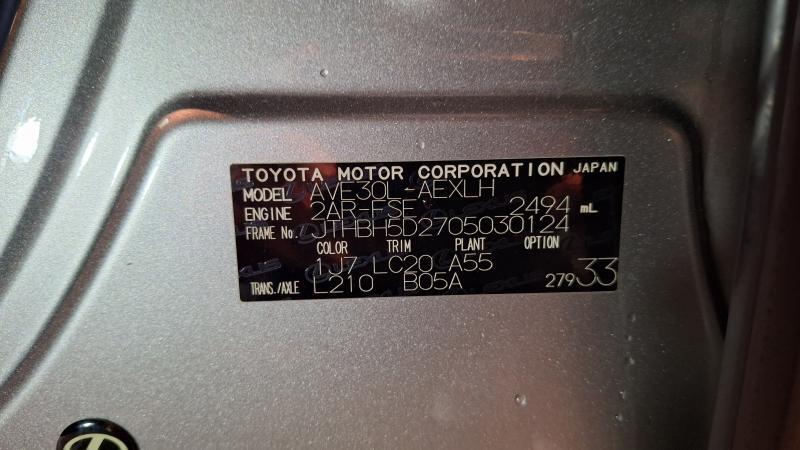 TOYOTA MOTOR CORPORATION JAPAN
MODEL AVE30L-AEXLH
ENGINE 2AR-FSE 2494 mL
FRAME No. JTHBH5D2705030124
COLOR TRIM PLANT OPTION
1J7 LC20 A55
TRANS./AXLE L210 B05A 27933